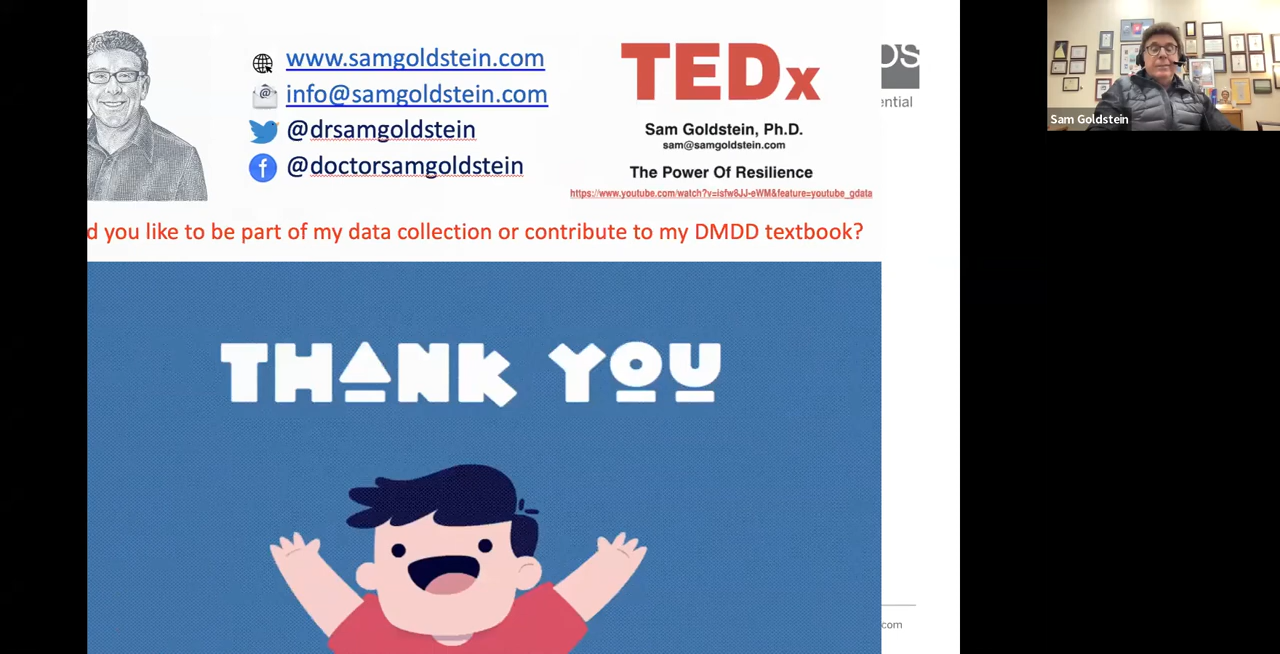 www.samgoldstein.com
info@samgoldstein.com
@drsamgoldstein
@doctorsamgoldstein
TEDx
Sam Goldstein, Ph.D.
sam@samgoldstein.com
The Power Of Resilience
https://www.youtube.com/watch?v=isfw8JJ-eWM&feature=youtube_gdata
DS
ential
Sam Goldstein
d you like to be part of my data collection or contribute to my DMDD textbook?
THANK YOU
com